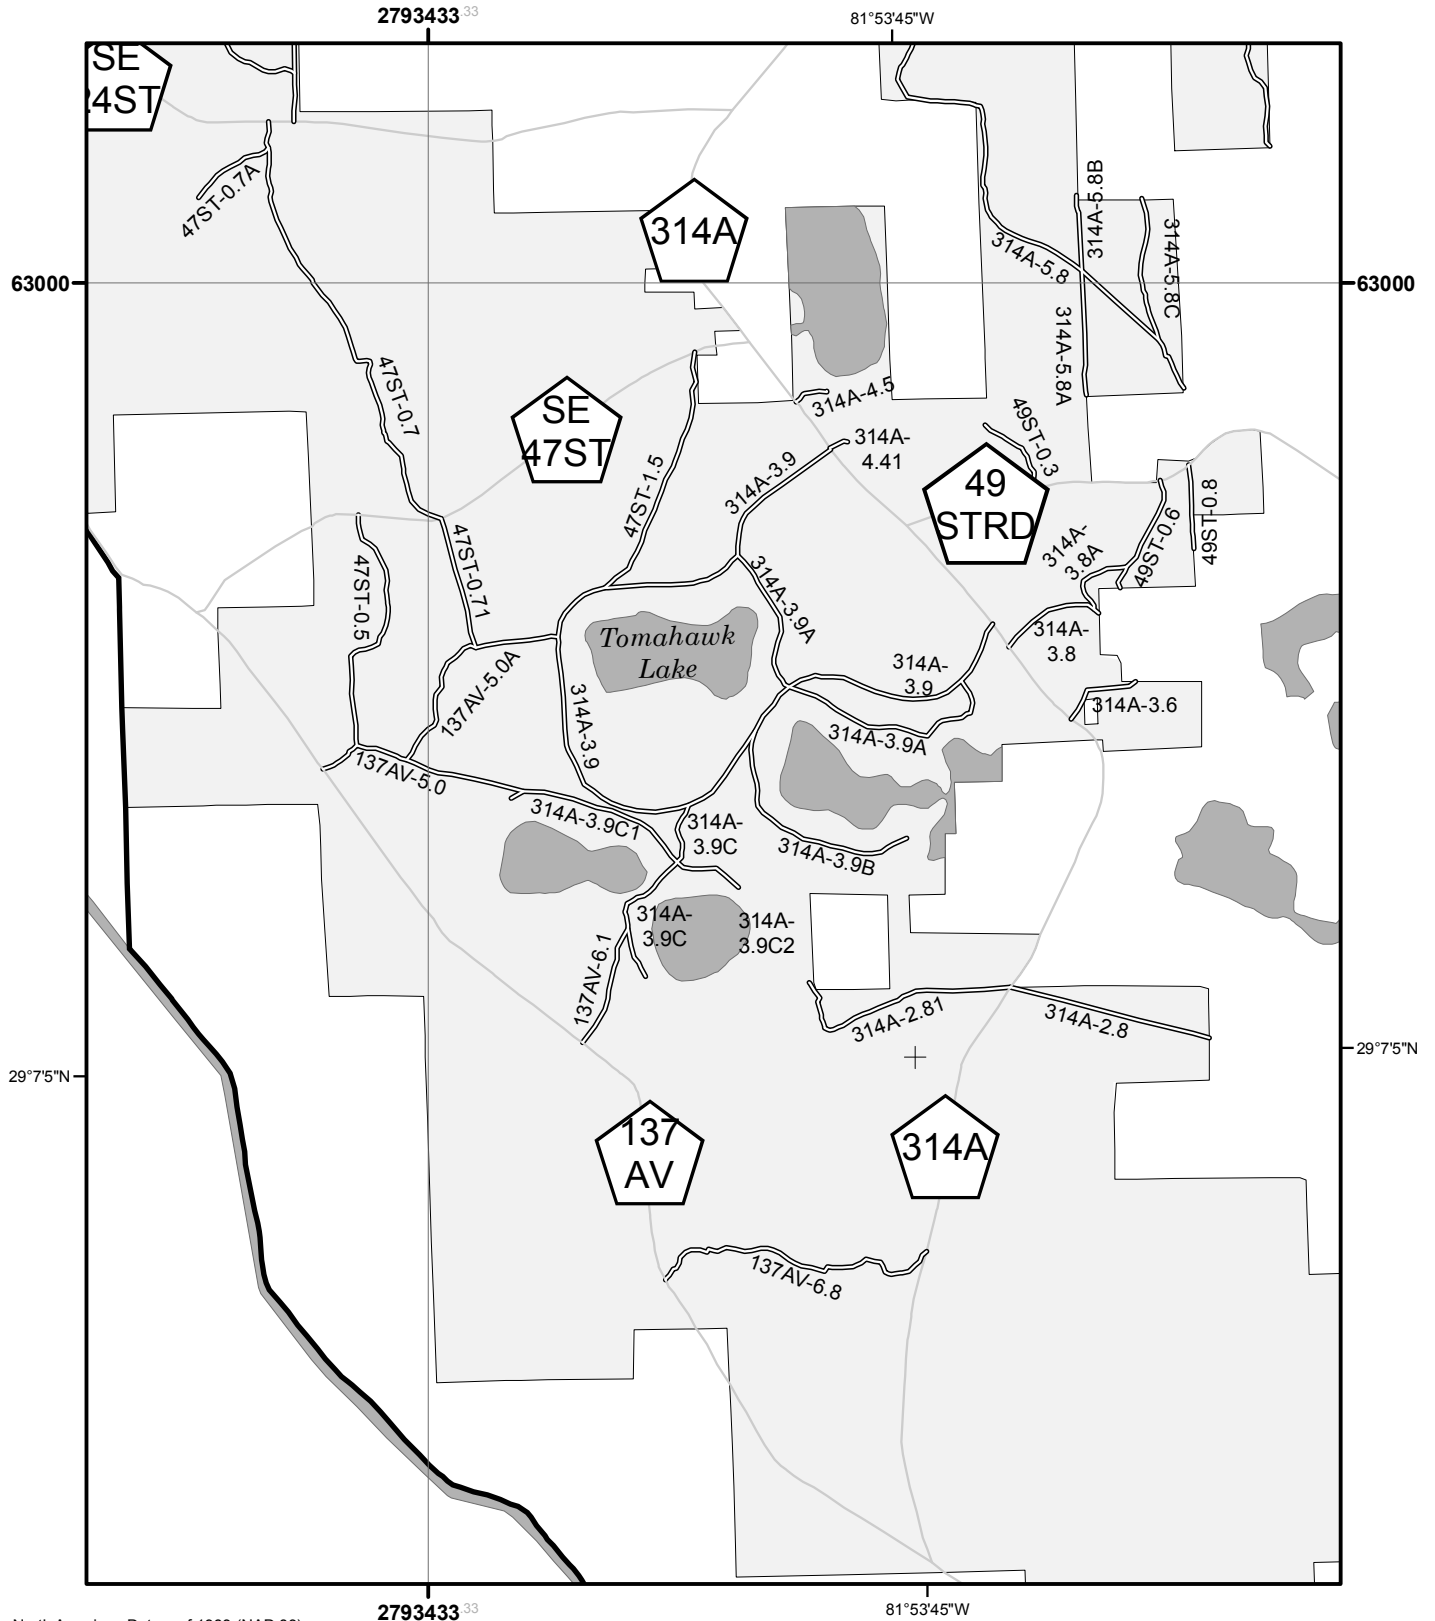 2793433.33
81°53'45"W
SE
24ST
47ST-0.7A
314A
314A-5.8B
314A-5.8
314A-5.8C
63000
63000
314A-5.8A
47ST-0.7
SE
47ST
314A-4.5
314A-
4.41
49ST-0.3
314A-3.9
47ST-1.5
49
STRD
49ST-0.8
49ST-0.6
314A-
3.8A
47ST-0.71
47ST-0.5
314A-3.9A
Tomahawk
Lake
314A-
3.8
137AV-5.0A
314A-
3.9
314A-3.6
314A-3.9
314A-3.9A
137AV-5.0
314A-3.9C1
314A-
3.9C
314A-3.9B
314A-
3.9C
314A-
3.9C2
137AV-6.1
314A-2.81
314A-2.8
29°7'5"N
29°7'5"N
137
AV
314A
137AV-6.8
2793433.33
81°53'45"W